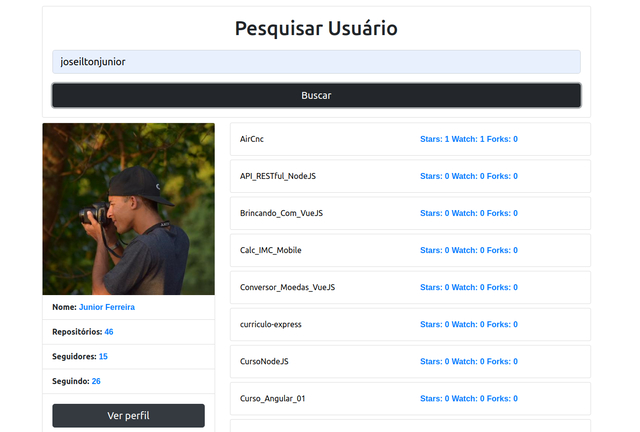 Pesquisar Usuário
joseiltonjunior
Buscar
Nome: Junior Ferreira
Repositórios: 46
Seguidores: 15
Seguindo: 26
Ver perfil
AirCnc Stars: 1 Watch: 1 Forks: 0
API_RESTful_NodeJS Stars: 0 Watch: 0 Forks: 0
Brincando_Com_VueJS Stars: 0 Watch: 0 Forks: 0
Calc_IMC_Mobile Stars: 0 Watch: 0 Forks: 0
Conversor_Moedas_VueJS Stars: 0 Watch: 0 Forks: 0
curriculo-express Stars: 0 Watch: 0 Forks: 0
CursoNodeJS Stars: 0 Watch: 0 Forks: 0
Curso_Angular_01 Stars: 0 Watch: 0 Forks: 0